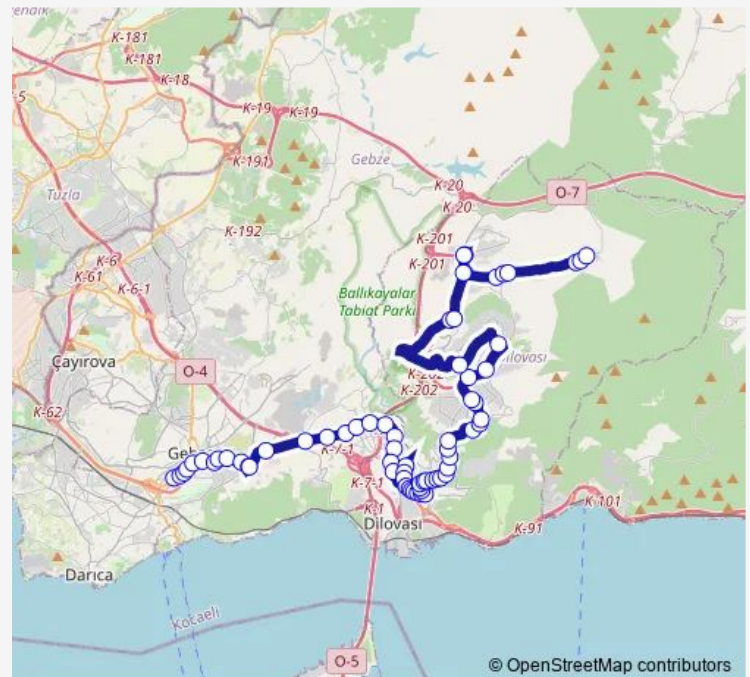 K-181
K-181
K-18
K-19
K-19
K-191
Gebze
K-20
K-20
O-7
Tuzla
K-192
K-201
K-201
K-6
K-61
K-6-1
Ballıkayalar
Tabiat Parkı
Çayırova
O-4
K-202
K-62
K-7-1
K-7-1
K-1
Dilovası
K-91
K-101
Darıca
Kocaeli
O-5
© OpenStreetMap contributors